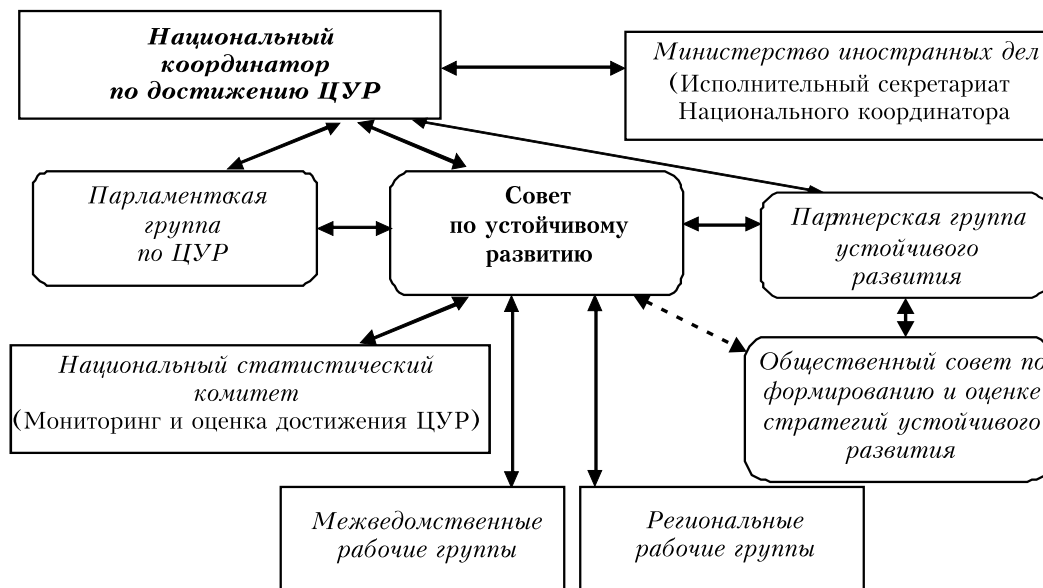 Национальный
координатор
по достижению ЦУР
Министерство иностранных дел
(Исполнительный секретариат
Национального координатора
Парламентская
группа
по ЦУР
Совет
по устойчивому
развитию
Партнерская группа
устойчивого
развития
Национальный статистический
комитет
(Мониторинг и оценка достижения ЦУР)
Общественный совет по
формированию и оценке
стратегий устойчивого
развития
Межведомственные
рабочие группы
Региональные
рабочие группы